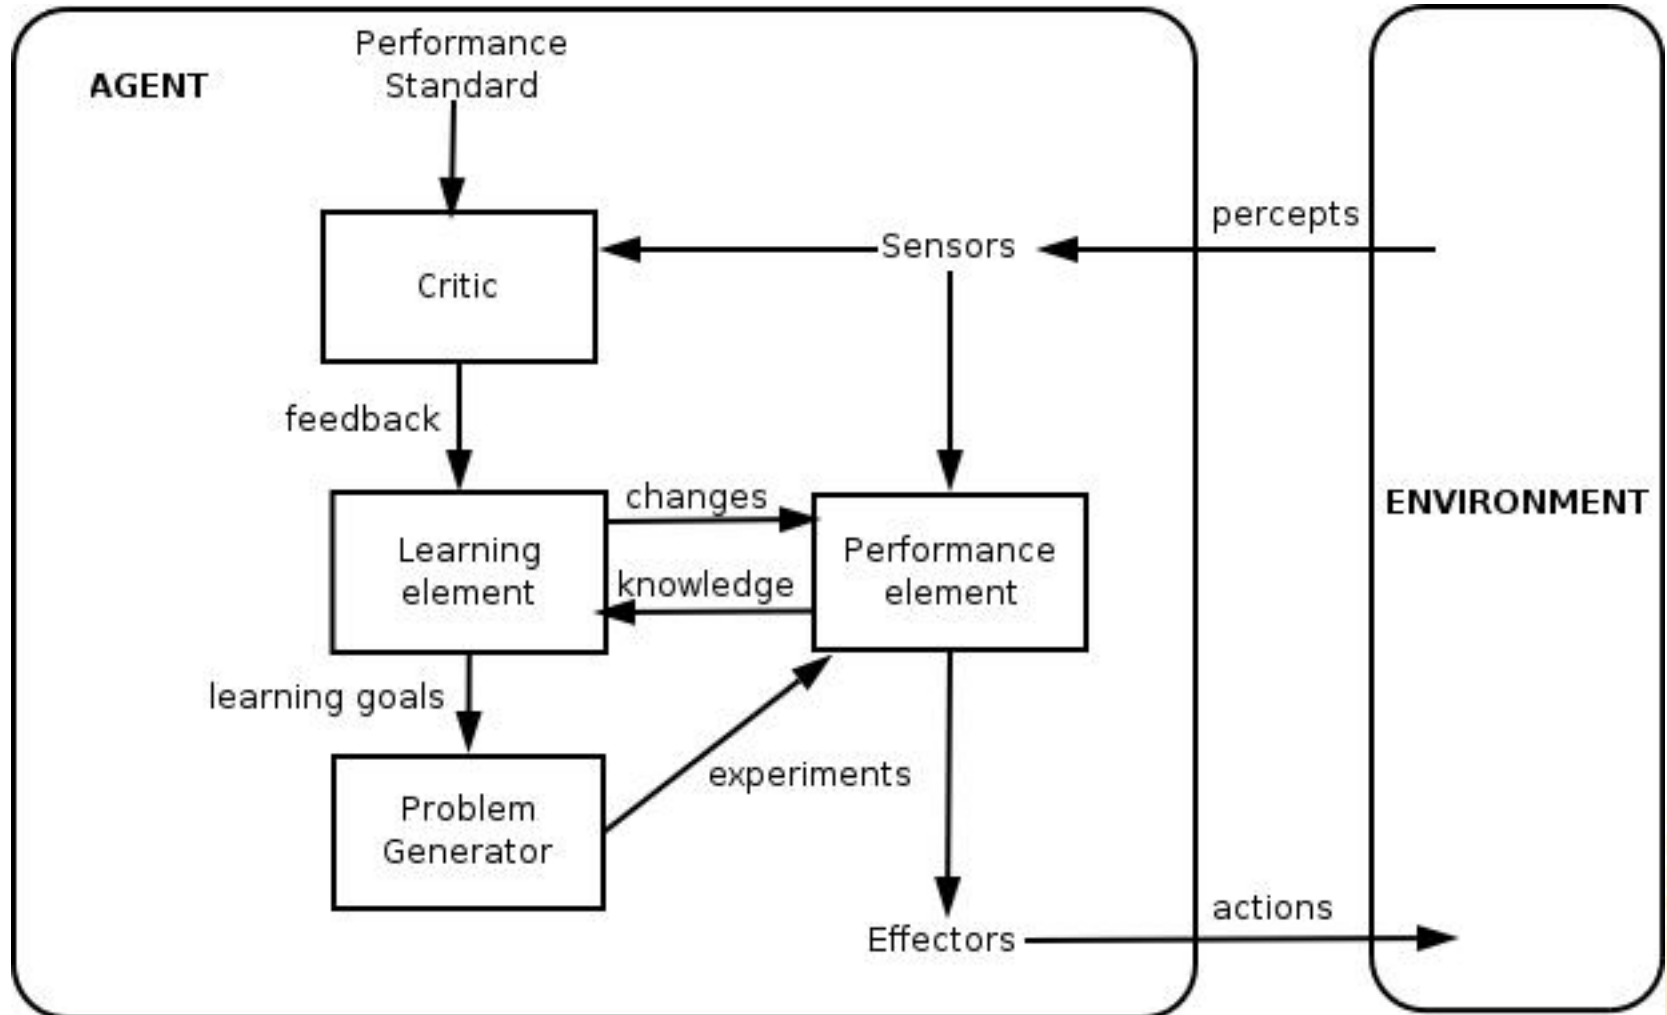 Performance
Standard
AGENT
percepts
Sensors
Critic
feedback
changes
ENVIRONMENT
Learning
element
Performance
element
knowledge
learning goals
experiments
Problem
Generator
actions
Effectors